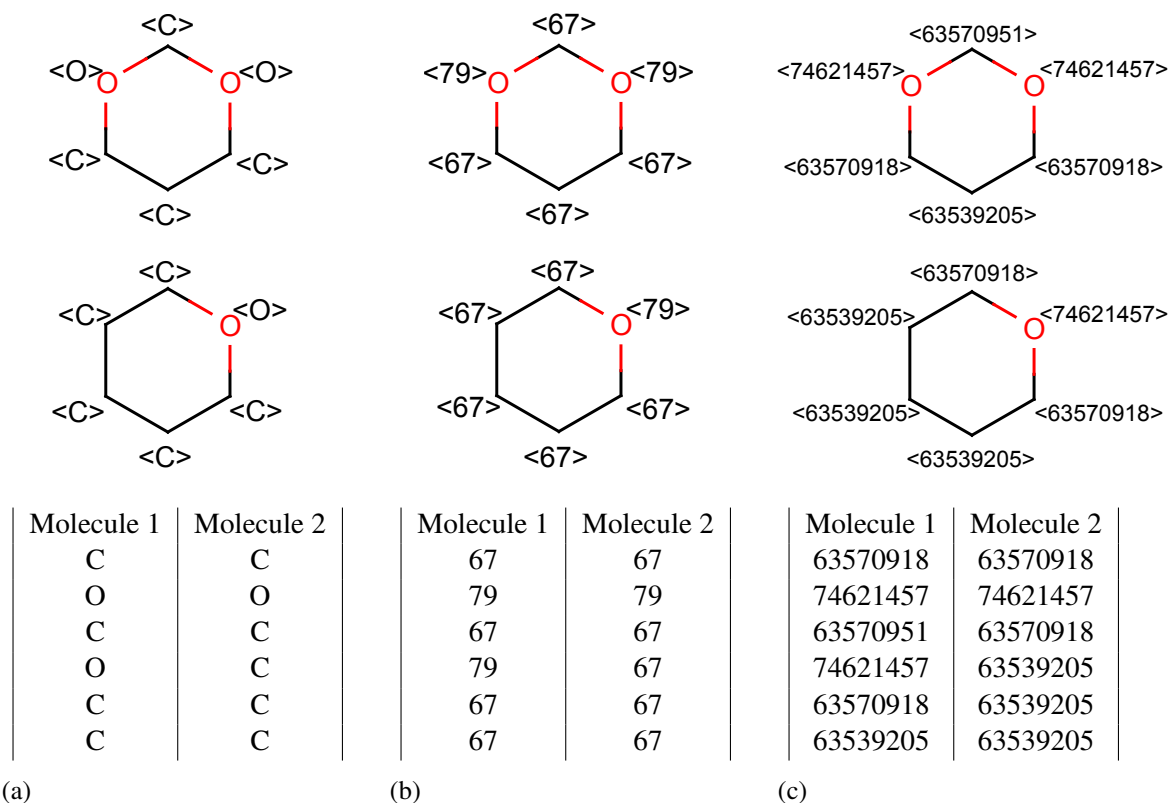 <C> <67> <63570951>
<O> O O <O> <79> O O <79> <74621457> O O <74621457>
<C> <C> <67> <67> <63570918> <63570918>
<C> <67> <63539205>
<C> <67> <63570918>
<C> O <O> <67> O <79> <63539205> O <74621457>
<C> <C> <67> <67> <63539205> <63570918>
<C> <67> <63539205>
Molecule 1 Molecule 2 Molecule 1 Molecule 2 Molecule 1 Molecule 2
C C 67 67 63570918 63570918
O O 79 79 74621457 74621457
C C 67 67 63570951 63570918
O C 79 67 74621457 63539205
C C 67 67 63570918 63539205
C C 67 67 63539205 63539205
(a) (b) (c)